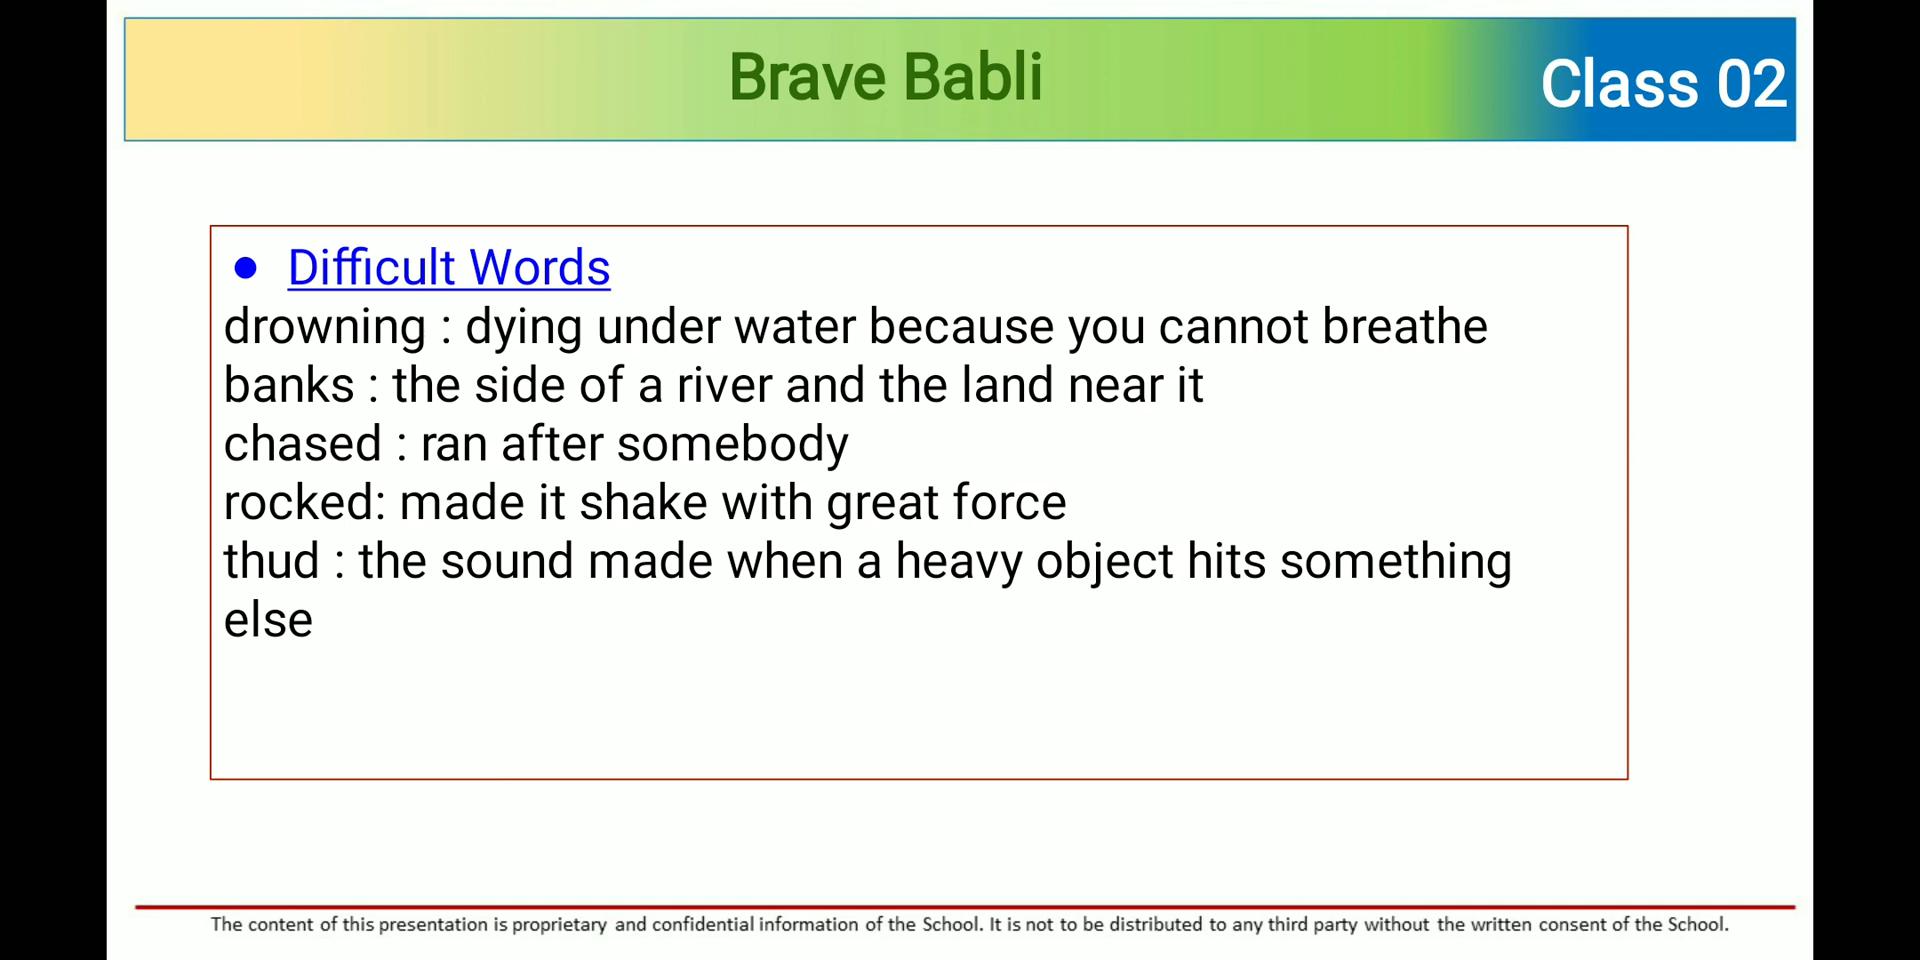 Brave Babli
Class 02
● Difficult Words
drowning : dying under water because you cannot breathe
banks : the side of a river and the land near it
chased : ran after somebody
rocked: made it shake with great force
thud : the sound made when a heavy object hits something
else
The content of this presentation is proprietary and confidential information of the School. It is not to be distributed to any third party without the written consent of the School.